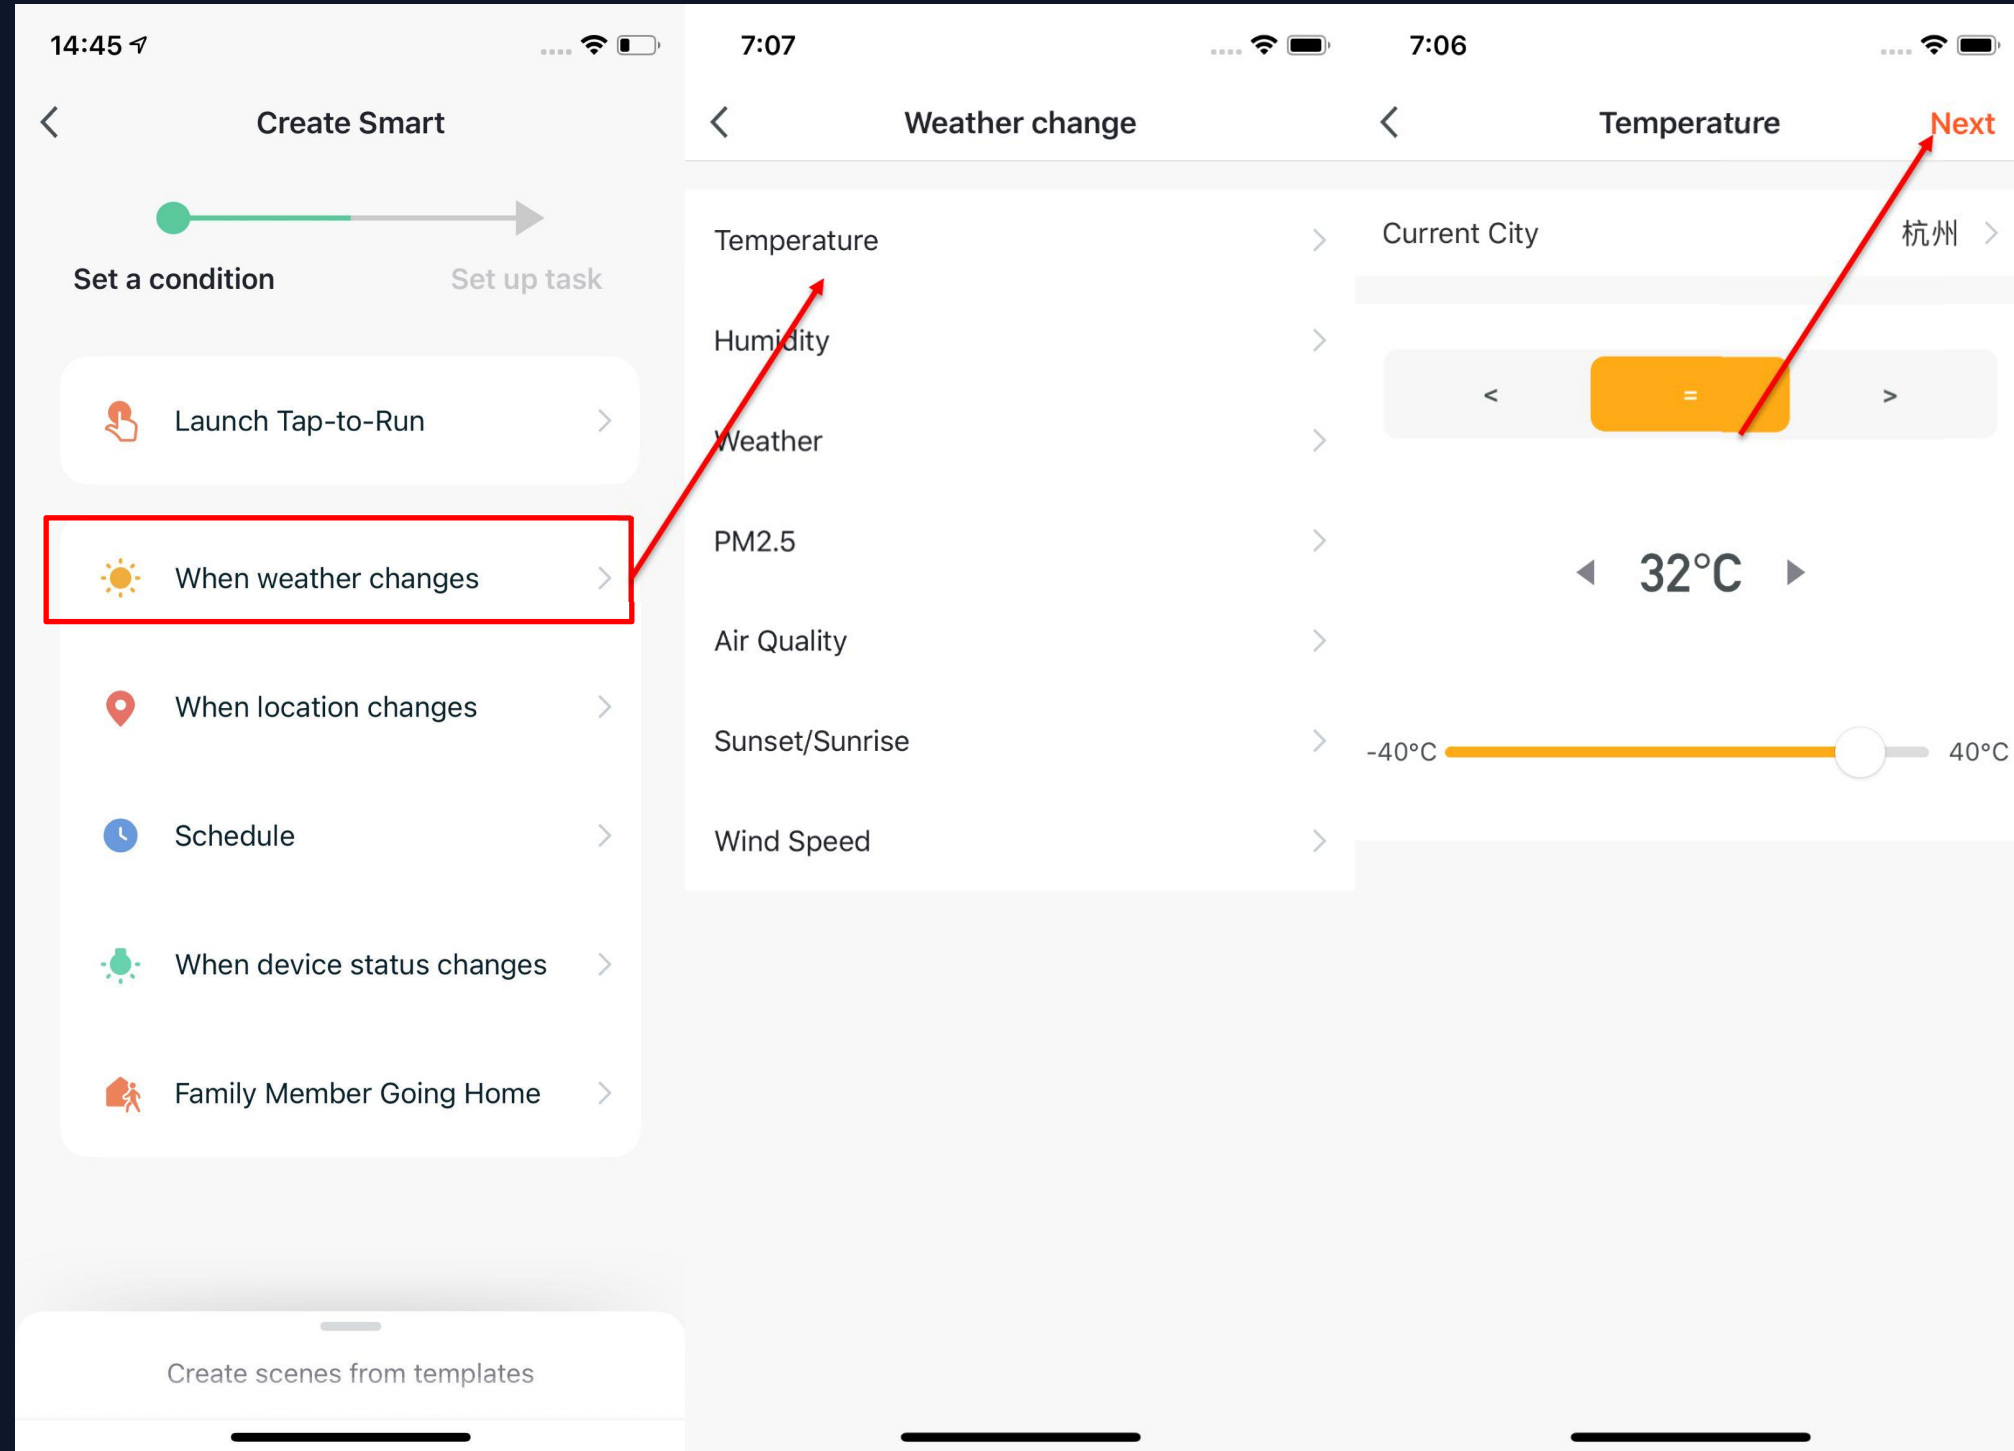 14:45
Create Smart
Set a condition
Set up task
Launch Tap-to-Run
When weather changes
When location changes
Schedule
When device status changes
Family Member Going Home
Create scenes from templates
7:07
Weather change
Temperature
Humidity
Weather
PM2.5
Air Quality
Sunset/Sunrise
Wind Speed
7:06
Temperature
Next
Current City
杭州
< = >
32°C
-40°C
40°C